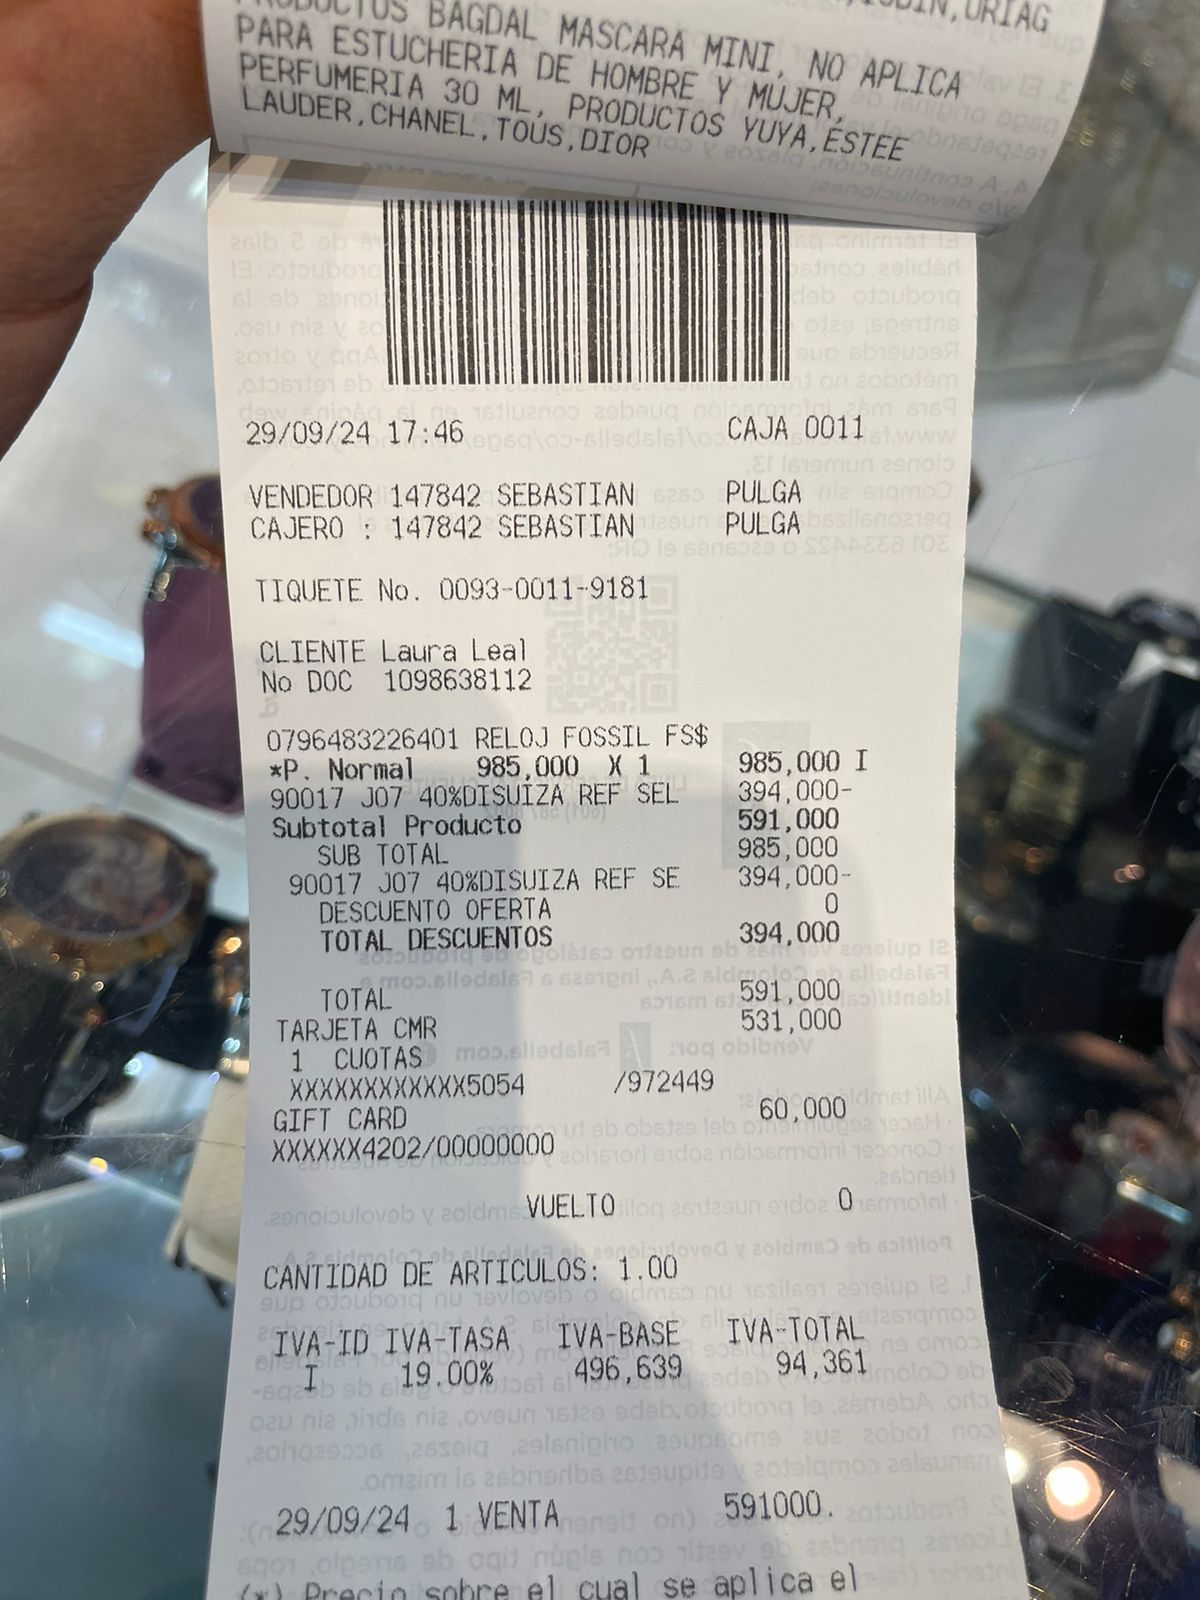 PRODUCTOS BAGDAL MASCARA MINI, NO APLICA
PARA ESTUCHERIA DE HOMBRE Y MUJER,
PERFUMERIA 30 ML, PRODUCTOS YUYA, ESTEE
LAUDER,CHANEL,TOUS,DIOR
29/09/24 17:46 CAJA 0011
VENDEDOR 147842 SEBASTIAN PULGA
CAJERO : 147842 SEBASTIAN PULGA
TIQUETE No. 0093-0011-9181
CLIENTE Laura Leal
No DOC 1098638112
0796483226401 RELOJ FOSSIL FS$
*P. Normal 985,000 X 1 985,000 I
90017 J07 40%DISUIZA REF SEL 394,000-
Subtotal Producto 591,000
SUB TOTAL 985,000
90017 J07 40%DISUIZA REF SE 394,000-
DESCUENTO OFERTA 0
TOTAL DESCUENTOS 394,000
TOTAL 591,000
TARJETA CMR 531,000
1 CUOTAS
XXXXXXXXXXXX5054 /972449
GIFT CARD 60,000
XXXXXX4202/00000000
VUELTO 0
CANTIDAD DE ARTICULOS: 1.00
IVA-ID IVA-TASA IVA-BASE IVA-TOTAL
I 19.00% 496,639 94,361
29/09/24 1 VENTA 591000.
(*) Precio sobre el cual se aplica el